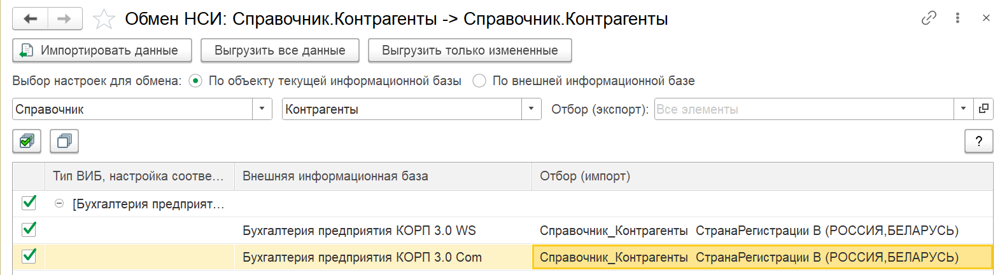 Обмен НСИ: Справочник.Контрагенты -> Справочник.Контрагенты
Импортировать данные Выгрузить все данные Выгрузить только измененные
Выбор настроек для обмена: По объекту текущей информационной базы По внешней информационной базе
Справочник Контрагенты Отбор (экспорт): Все элементы
?
Тип ВИБ, настройка соотве... Внешняя информационная база Отбор (импорт)
[Бухгалтерия предприят...
Бухгалтерия предприятия КОРП 3.0 WS Справочник_Контрагенты СтранаРегистрации В (РОССИЯ,БЕЛАРУСЬ)
Бухгалтерия предприятия КОРП 3.0 Com Справочник_Контрагенты СтранаРегистрации В (РОССИЯ,БЕЛАРУСЬ)